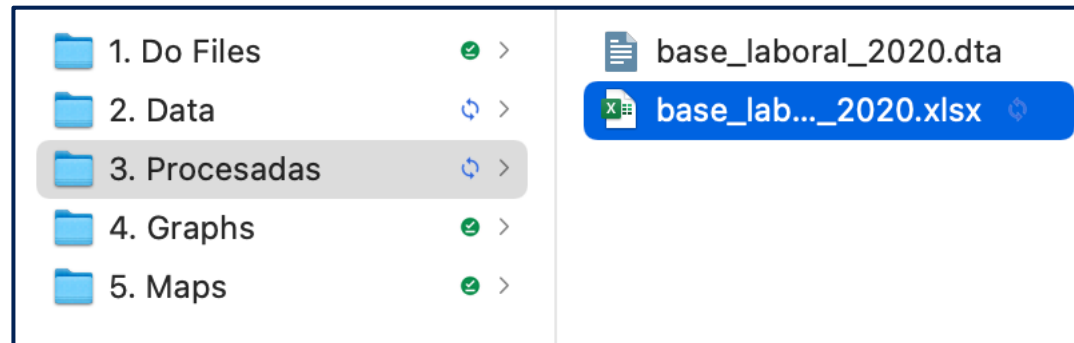 1. Do Files
2. Data
3. Procesadas
4. Graphs
5. Maps
base_laboral_2020.dta
base_lab..._2020.xlsx